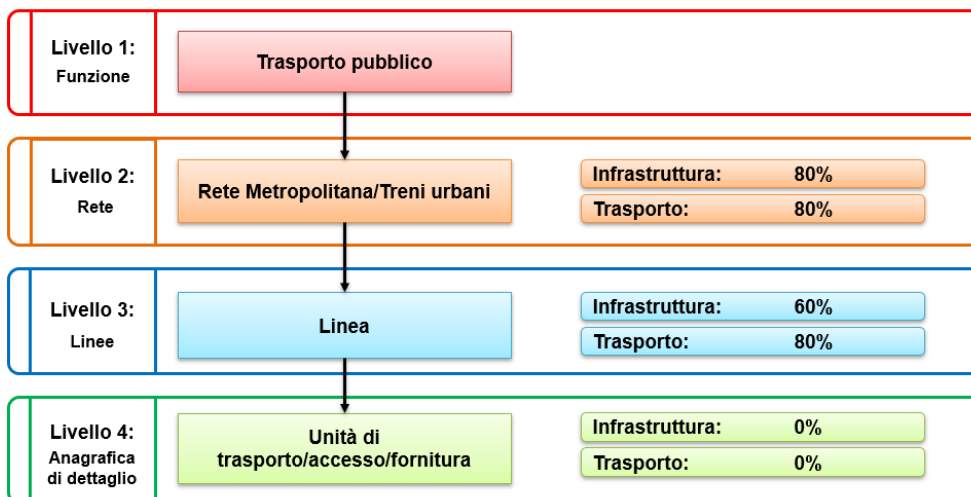 Livello 1:
Funzione
Trasporto pubblico
Livello 2:
Rete
Rete Metropolitana/Treni urbani
Infrastruttura: 80%
Trasporto: 80%
Livello 3:
Linee
Linea
Infrastruttura: 60%
Trasporto: 80%
Livello 4:
Anagrafica
di dettaglio
Unità di
trasporto/accesso/fornitura
Infrastruttura: 0%
Trasporto: 0%